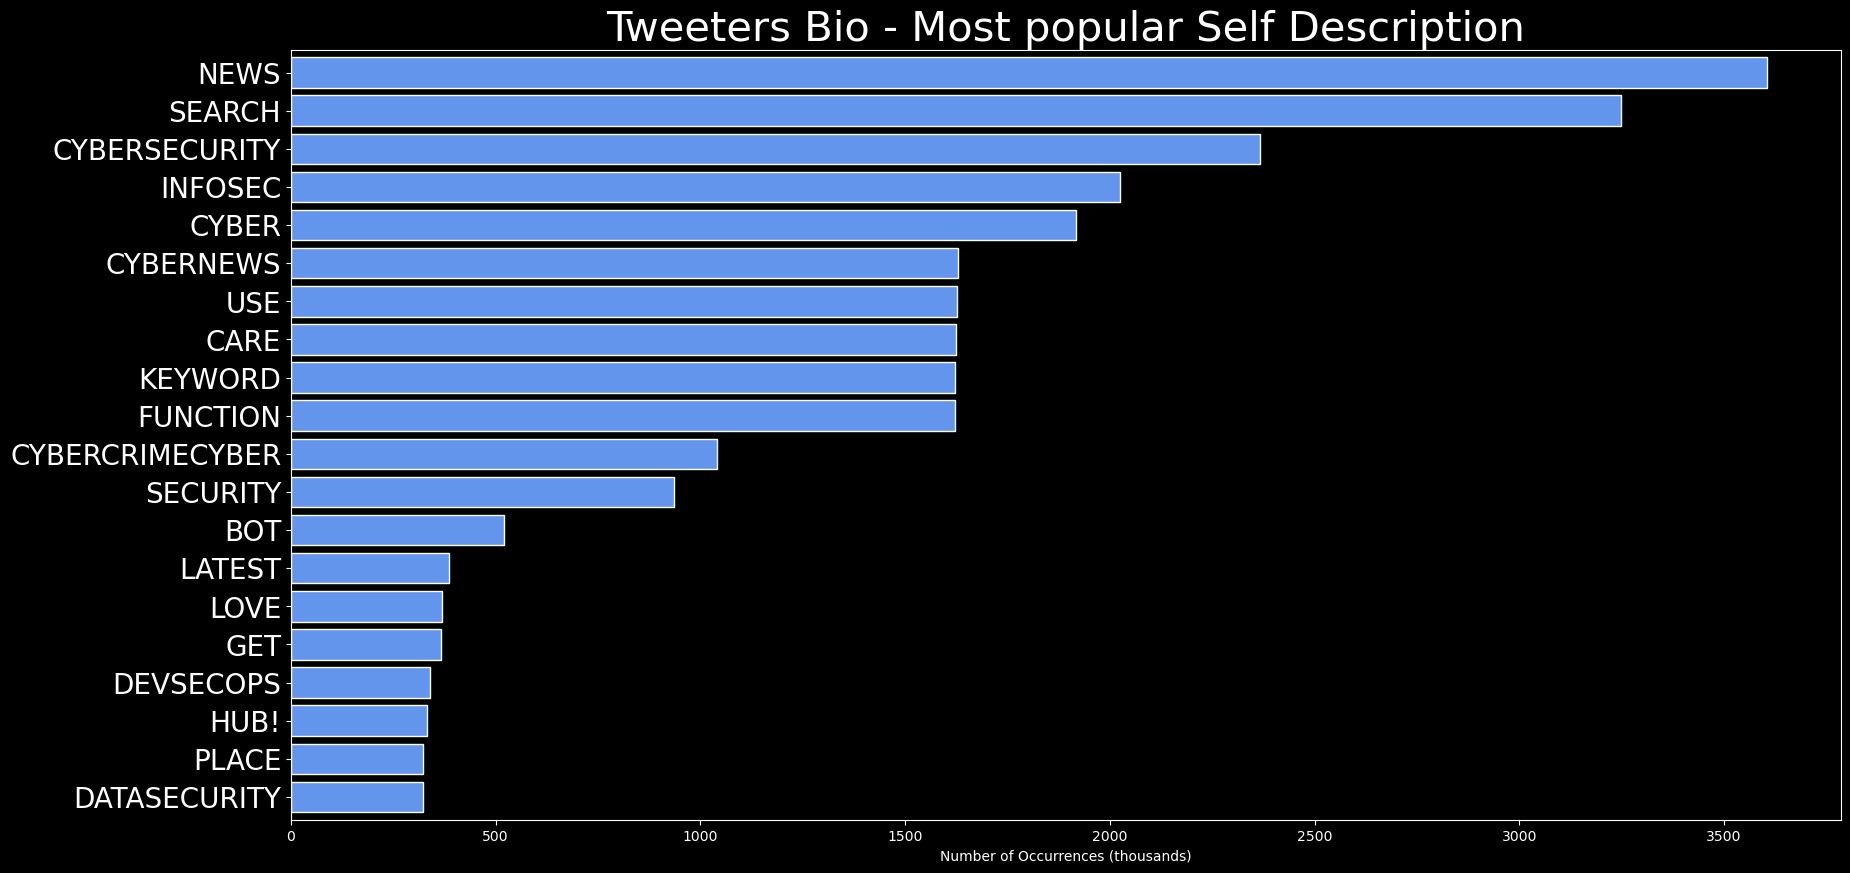 Tweeters Bio - Most popular Self Description
NEWS
SEARCH
CYBERSECURITY
INFOSEC
CYBER
CYBERNEWS
USE
CARE
KEYWORD
FUNCTION
CYBERCRIMECYBER
SECURITY
BOT
LATEST
LOVE
GET
DEVSECOPS
HUB!
PLACE
DATASECURITY
0 500 1000 1500 2000 2500 3000 3500
Number of Occurrences (thousands)